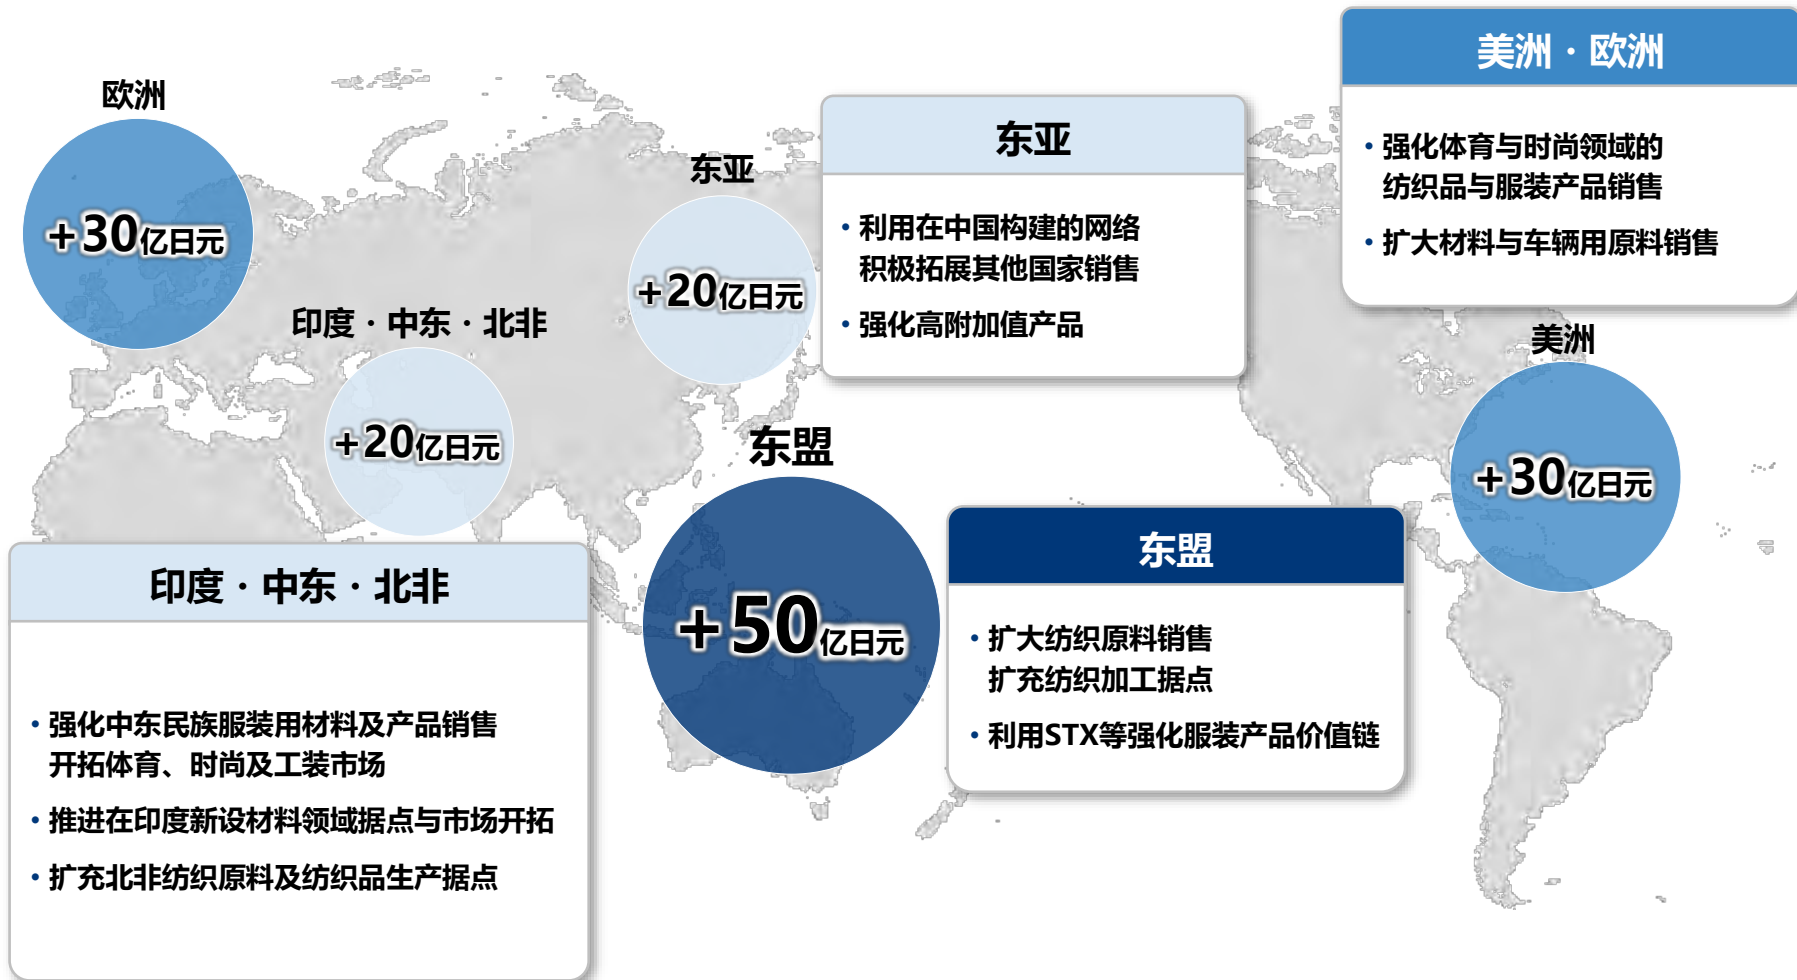 欧洲
+30亿日元
印度・中东・北非
+20亿日元
东亚
+20亿日元
东盟
+50亿日元
美洲
+30亿日元
东亚
・利用在中国构建的网络
积极拓展其他国家销售
・强化高附加值产品
美洲・欧洲
・强化体育与时尚领域的
纺织品与服装产品销售
・扩大材料与车辆用原料销售
印度・中东・北非
・强化中东民族服装用材料及产品销售
开拓体育、时尚及工装市场
・推进在印度新设材料领域据点与市场开拓
・扩充北非纺织原料及纺织品生产据点
东盟
・扩大纺织原料销售
扩充纺织加工据点
・利用STX等强化服装产品价值链